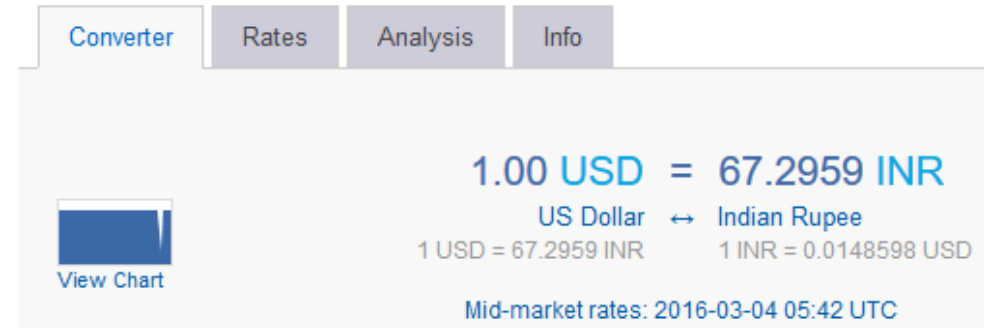 Converter Rates Analysis Info
1.00 USD = 67.2959 INR
US Dollar ↔ Indian Rupee
1 USD = 67.2959 INR 1 INR = 0.0148598 USD
View Chart
Mid-market rates: 2016-03-04 05:42 UTC